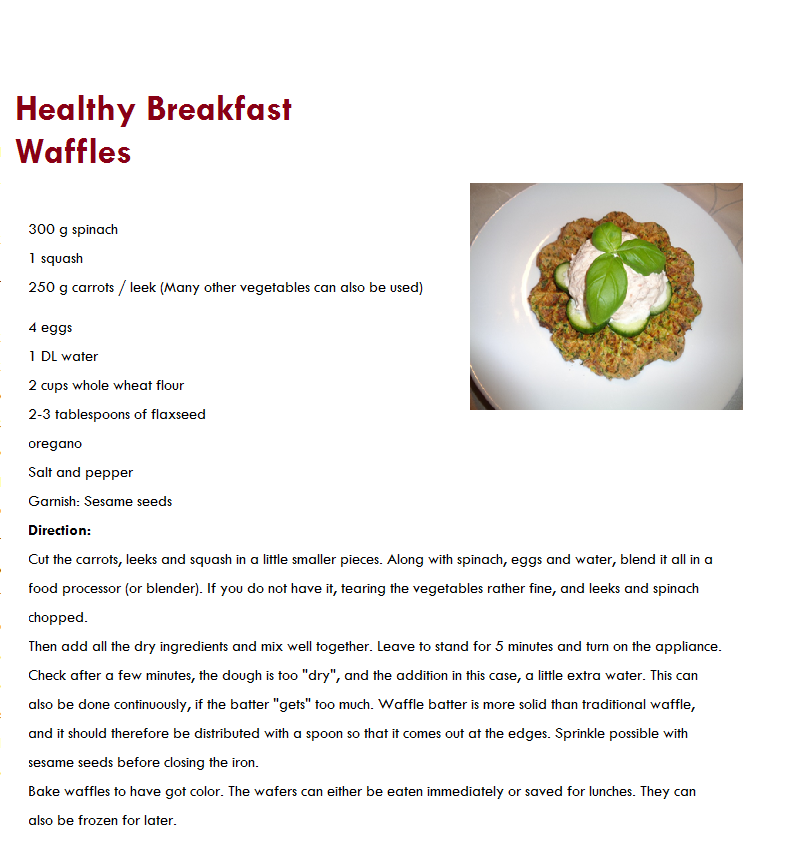 Healthy Breakfast
Waffles
300 g spinach
1 squash
250 g carrots / leek (Many other vegetables can also be used)
4 eggs
1 DL water
2 cups whole wheat flour
2-3 tablespoons of flaxseed
oregano
Salt and pepper
Garnish: Sesame seeds
Direction:
Cut the carrots, leeks and squash in a little smaller pieces. Along with spinach, eggs and water, blend it all in a
food processor (or blender). If you do not have it, tearing the vegetables rather fine, and leeks and spinach
chopped.
Then add all the dry ingredients and mix well together. Leave to stand for 5 minutes and turn on the appliance.
Check after a few minutes, the dough is too "dry", and the addition in this case, a little extra water. This can
also be done continuously, if the batter "gets" too much. Waffle batter is more solid than traditional waffle,
and it should therefore be distributed with a spoon so that it comes out at the edges. Sprinkle possible with
sesame seeds before closing the iron.
Bake waffles to have got color. The wafers can either be eaten immediately or saved for lunches. They can
also be frozen for later.